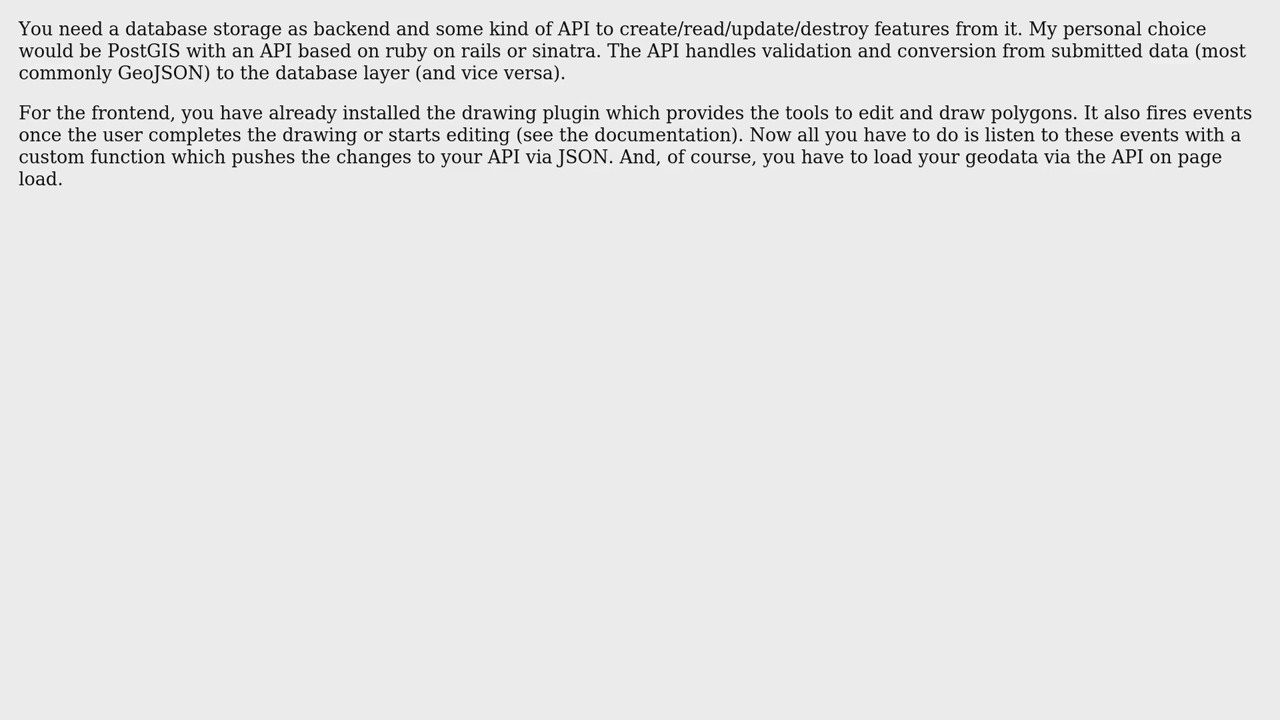 You need a database storage as backend and some kind of API to create/read/update/destroy features from it. My personal choice
would be PostGIS with an API based on ruby on rails or sinatra. The API handles validation and conversion from submitted data (most
commonly GeoJSON) to the database layer (and vice versa).
For the frontend, you have already installed the drawing plugin which provides the tools to edit and draw polygons. It also fires events
once the user completes the drawing or starts editing (see the documentation). Now all you have to do is listen to these events with a
custom function which pushes the changes to your API via JSON. And, of course, you have to load your geodata via the API on page
load.